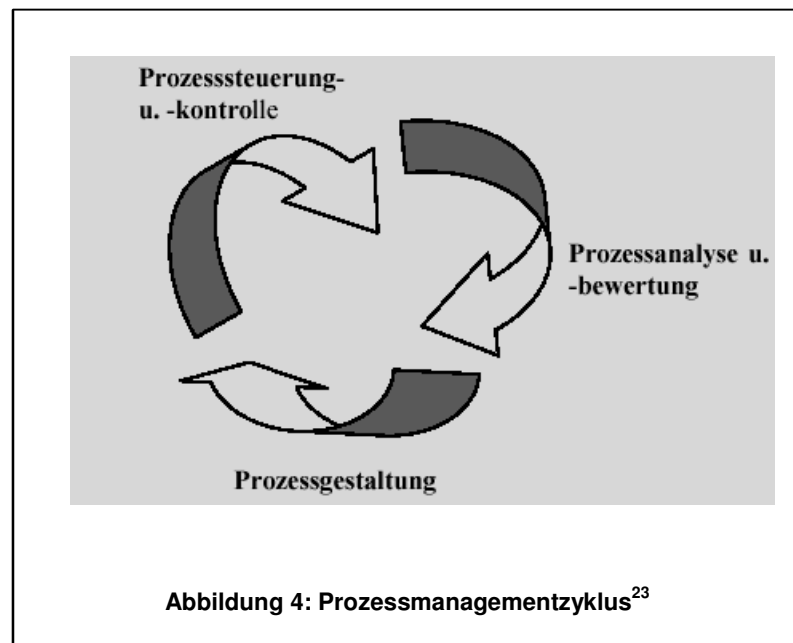 Prozesssteuerung-
u. -kontrolle
Prozessanalyse u.
-bewertung
Prozessgestaltung
Abbildung 4: Prozessmanagementzyklus23